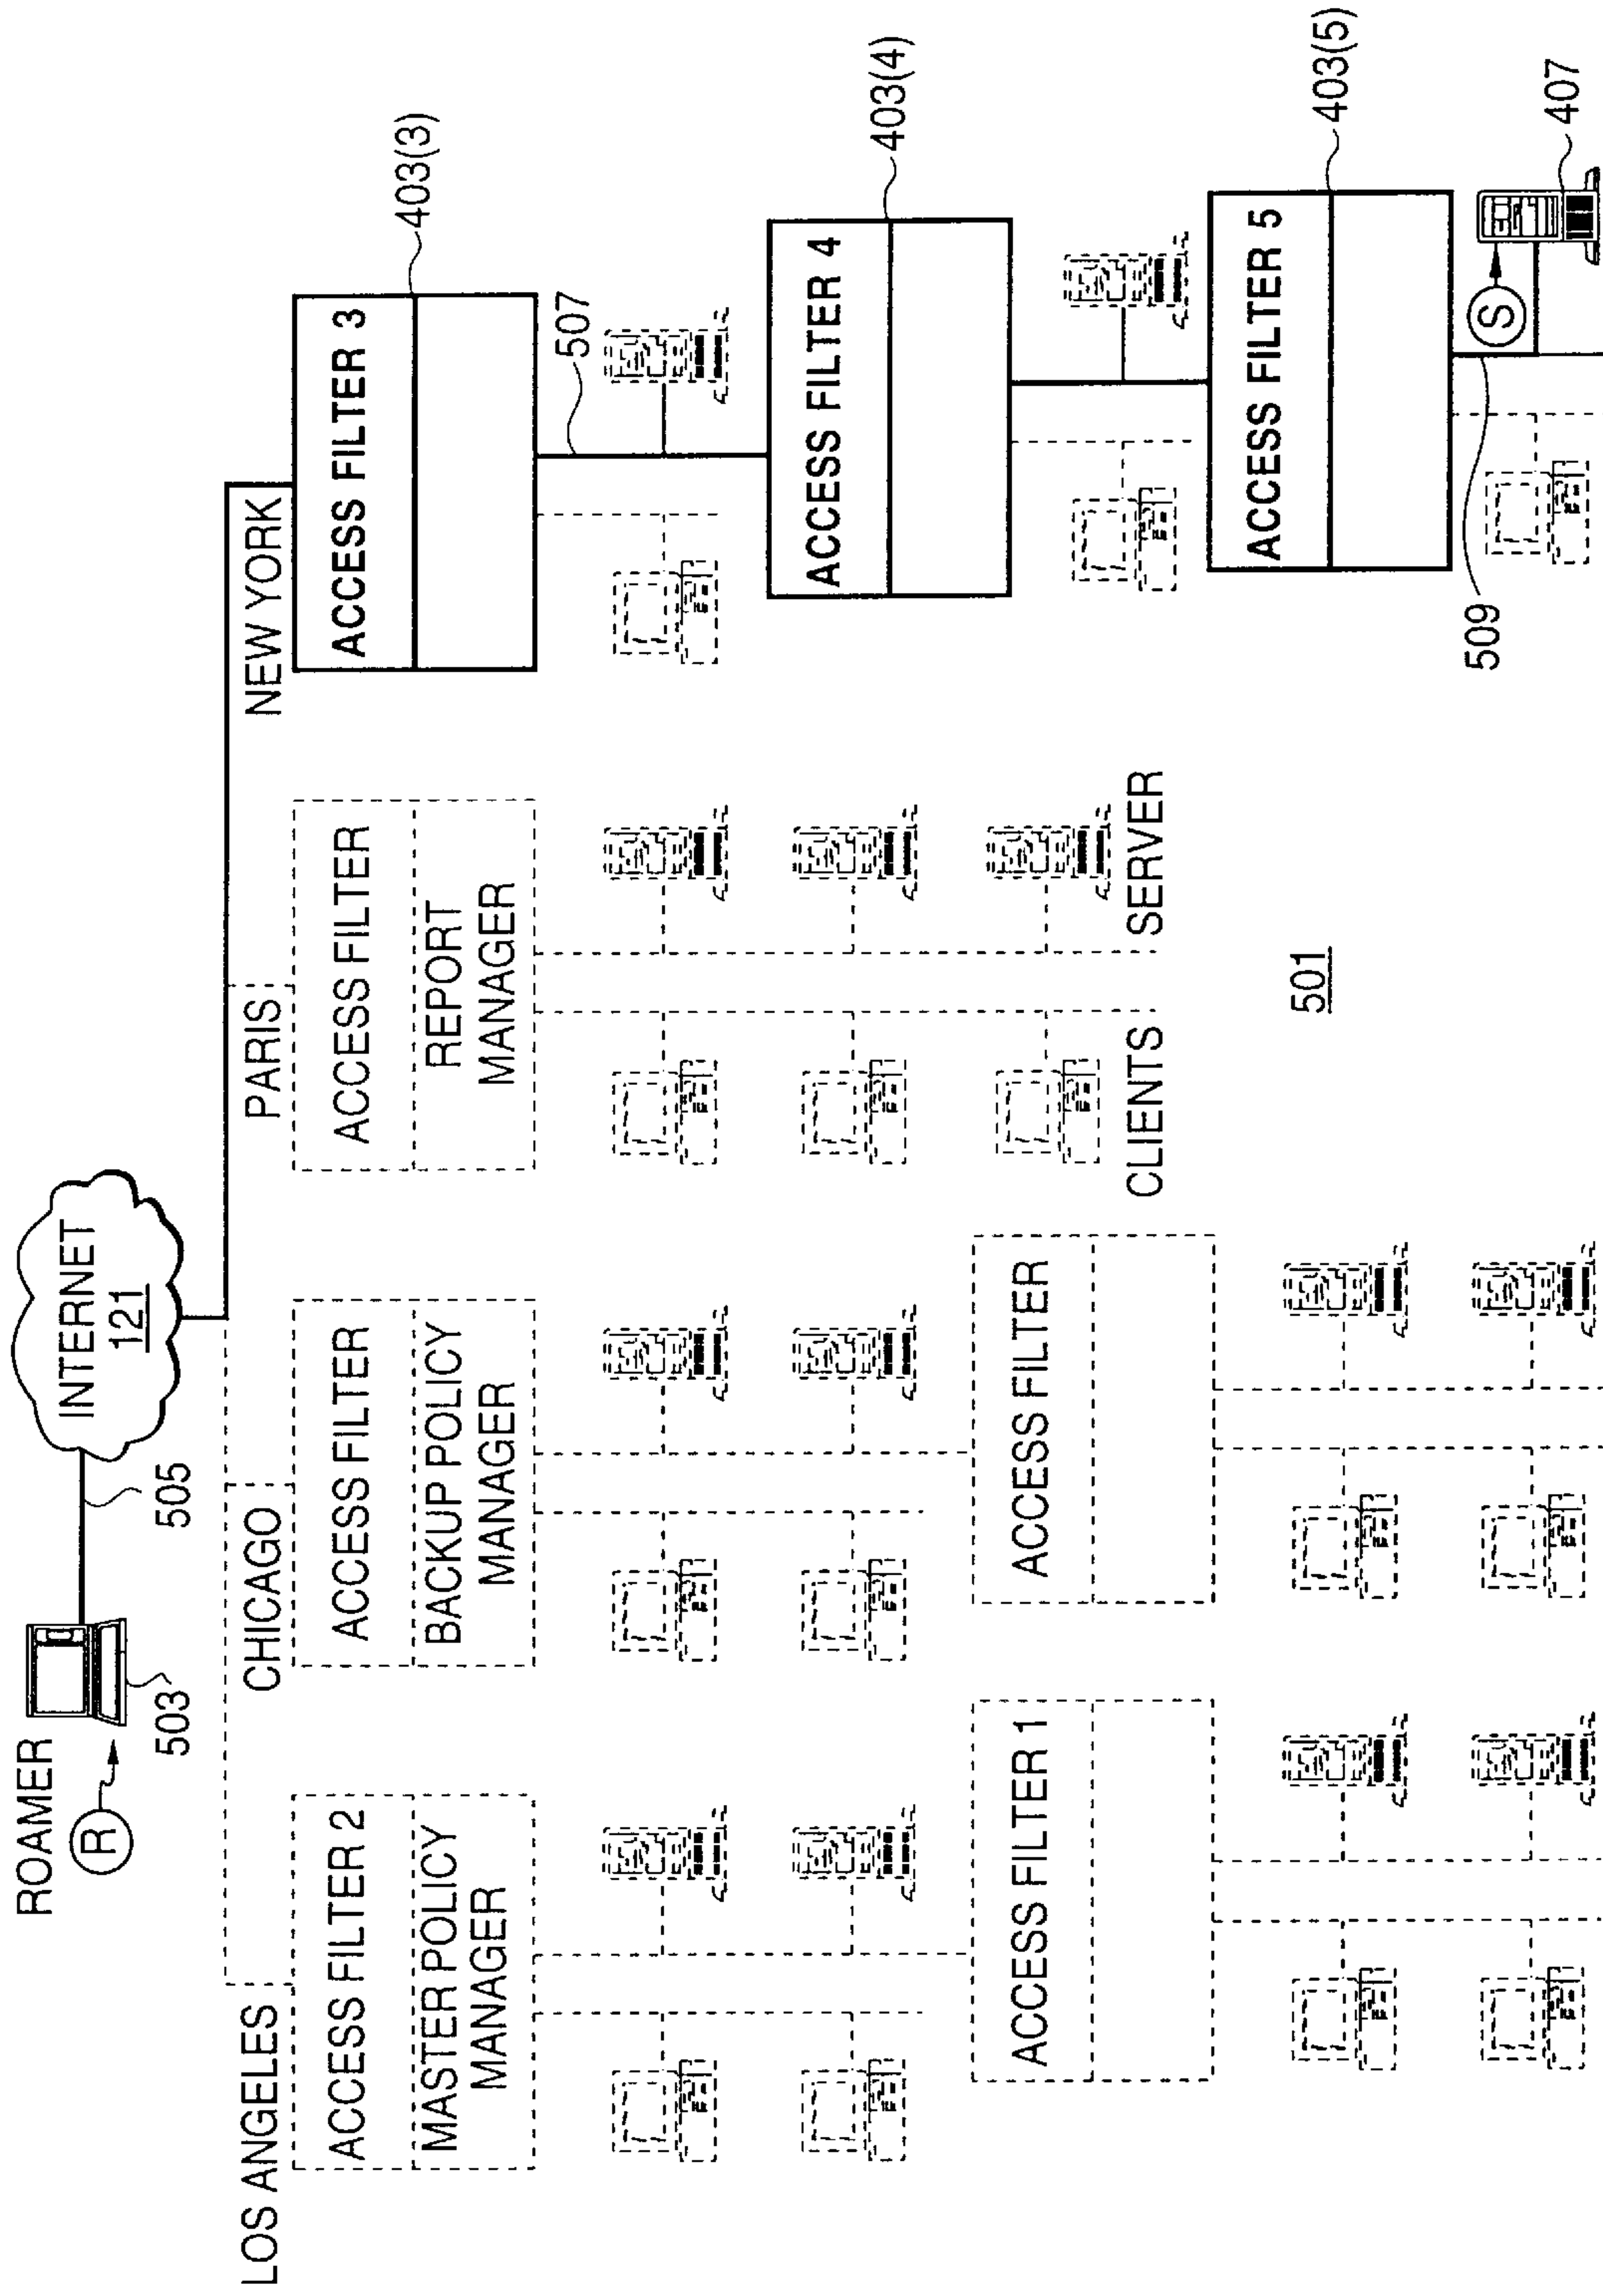 ROAMER
R
503
505
INTERNET
121
LOS ANGELES
CHICAGO
PARIS
NEW YORK
ACCESS FILTER 2
MASTER POLICY
MANAGER
ACCESS FILTER
BACKUP POLICY
MANAGER
ACCESS FILTER
REPORT
MANAGER
ACCESS FILTER 3
403(3)
507
ACCESS FILTER 4
403(4)
ACCESS FILTER 1
ACCESS FILTER
CLIENTS
SERVER
ACCESS FILTER 5
403(5)
501
509
S
407